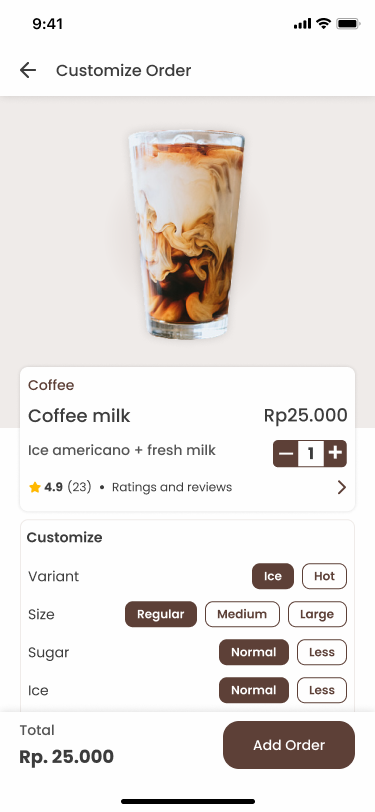 9:41
Customize Order
Coffee
Coffee milk Rp25.000
Ice americano + fresh milk 1
4.9 (23) • Ratings and reviews
Customize
Variant Ice Hot
Size Regular Medium Large
Sugar Normal Less
Ice Normal Less
Total
Rp. 25.000
Add Order